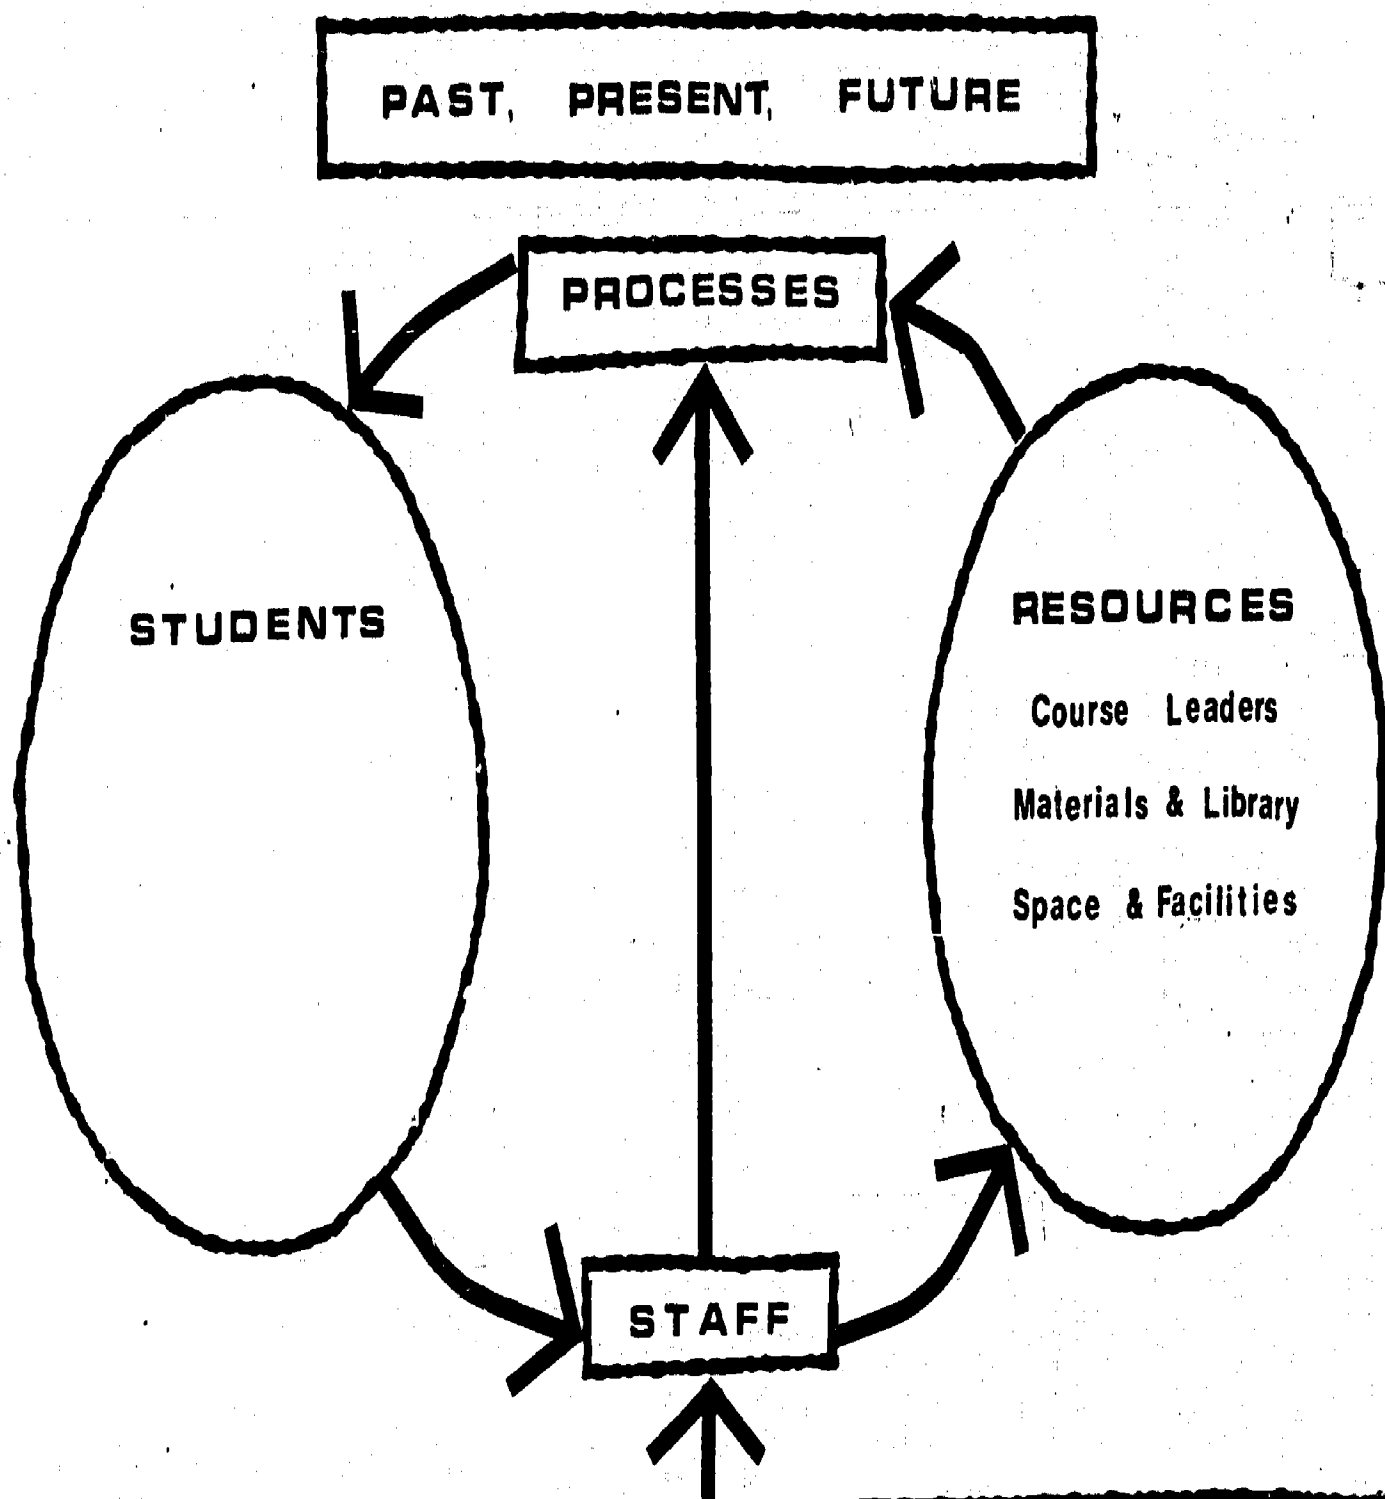 PAST, PRESENT, FUTURE
PROCESSES
STUDENTS
RESOURCES
Course Leaders
Materials & Library
Space & Facilities
STAFF